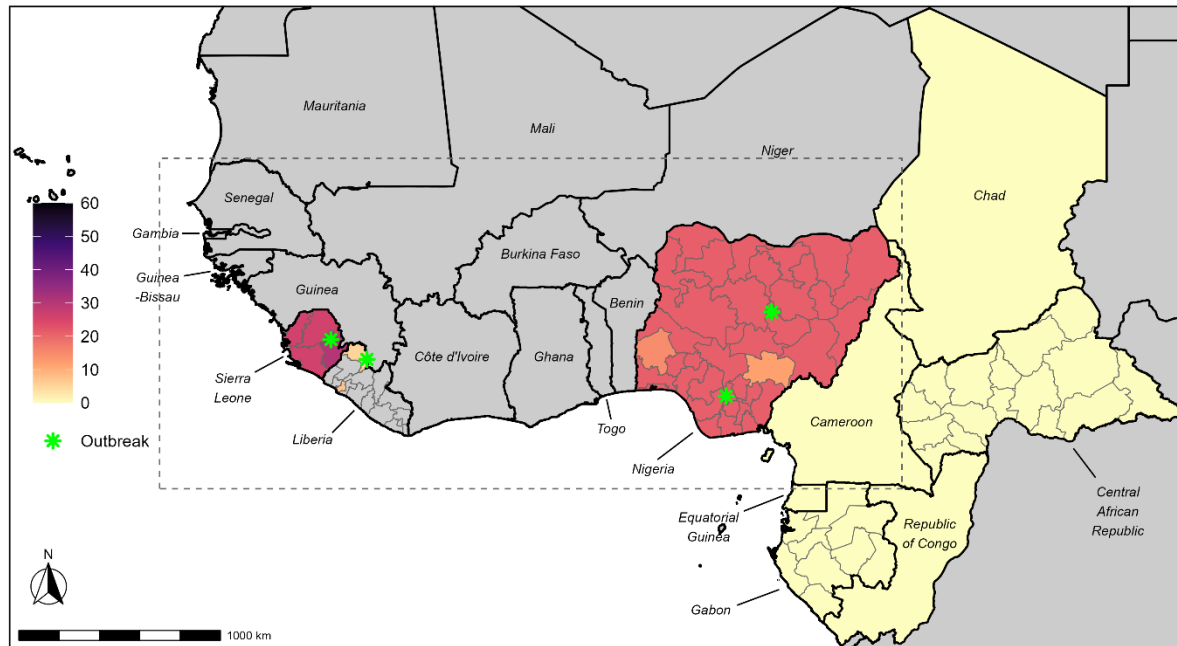 Mauritania
Mali
Niger
Chad
Senegal
Gambia
Guinea
-Bissau
Guinea
Burkina Faso
Benin
Côte d'Ivoire
Ghana
Sierra
Leone
Liberia
Togo
Nigeria
Cameroon
Equatorial
Guinea
Republic
of Congo
Central
African
Republic
Gabon
60
50
40
30
20
10
0
Outbreak
N
1000 km